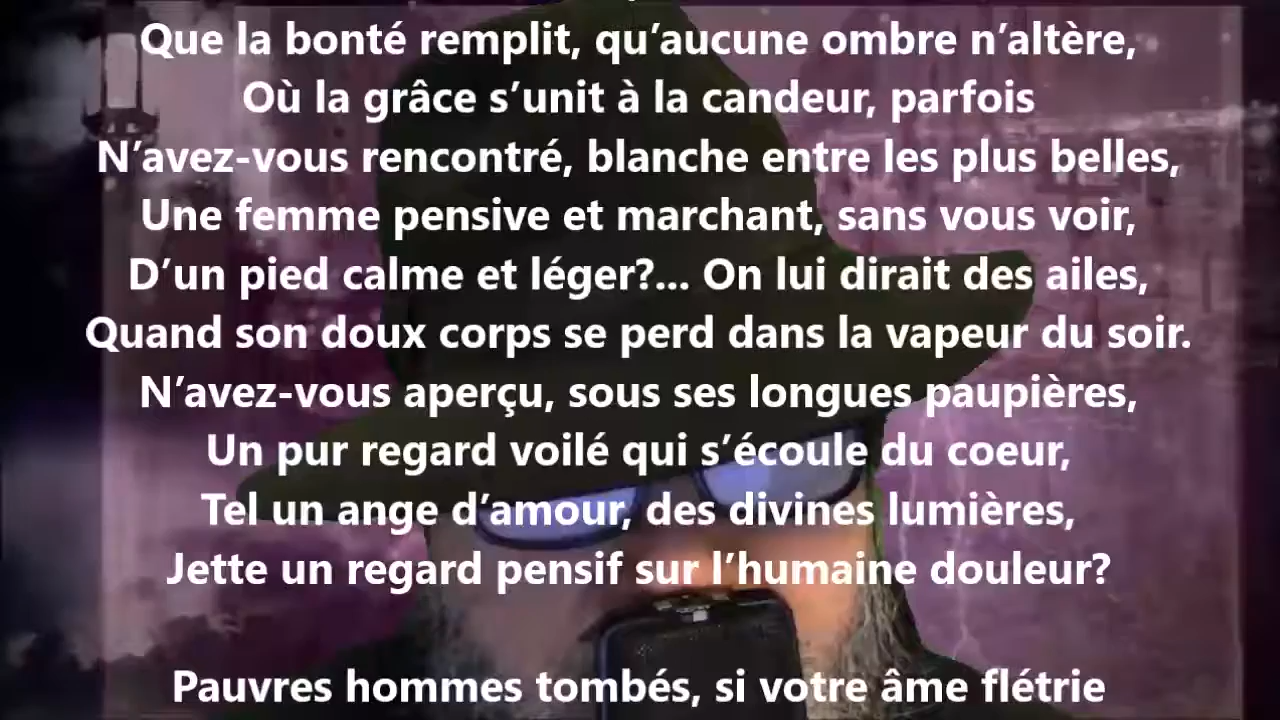 Que la bonté remplit, qu’aucune ombre n’altère,
Où la grâce s’unit à la candeur, parfois
N’avez-vous rencontré, blanche entre les plus belles,
Une femme pensive et marchant, sans vous voir,
D’un pied calme et léger?... On lui dirait des ailes,
Quand son doux corps se perd dans la vapeur du soir.
N’avez-vous aperçu, sous ses longues paupières,
Un pur regard voilé qui s’écoule du coeur,
Tel un ange d’amour, des divines lumières,
Jette un regard pensif sur l’humaine douleur?
Pauvres hommes tombés, si votre âme flétrie